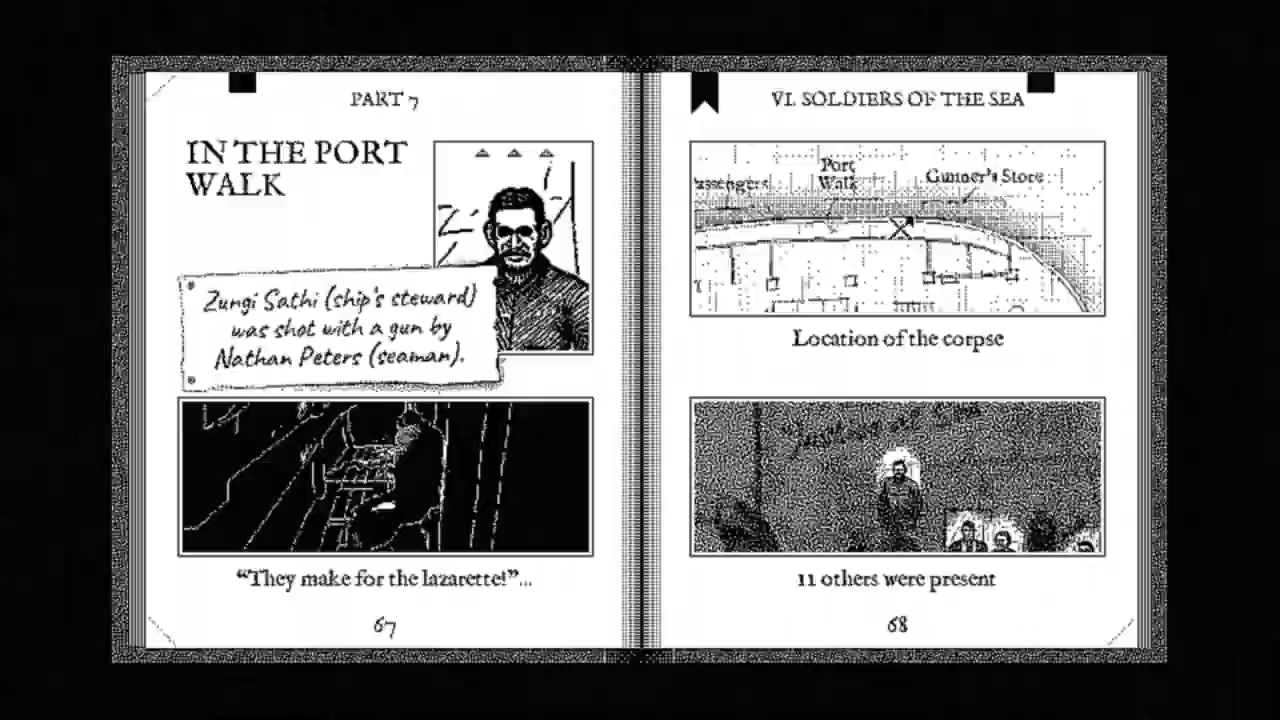 PART 7
IN THE PORT
WALK
Zungi Sathi (ship's steward)
was shot with a gun by
Nathan Peters (seaman).
"They make for the lazarette!"...
67
VI. SOLDIERS OF THE SEA
Port
Walk
Gunner's Store
assengers
Location of the corpse
11 others were present
68